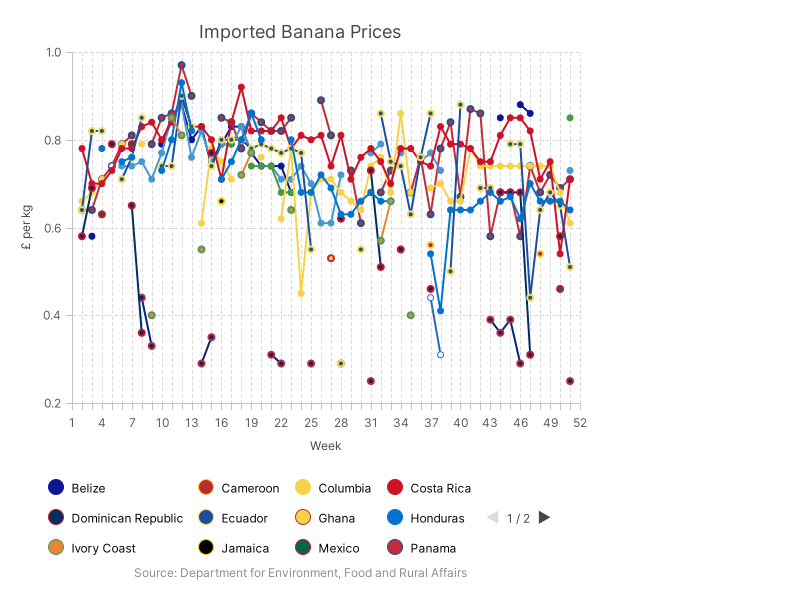 Imported Banana Prices
1.0
0.8
0.6
0.4
0.2
£ per kg
1 4 7 10 13 16 19 22 25 28 31 34 37 40 43 46 49 52
Week
Belize Cameroon Columbia Costa Rica
Dominican Republic Ecuador Ghana Honduras 1 / 2
Ivory Coast Jamaica Mexico Panama
Source: Department for Environment, Food and Rural Affairs